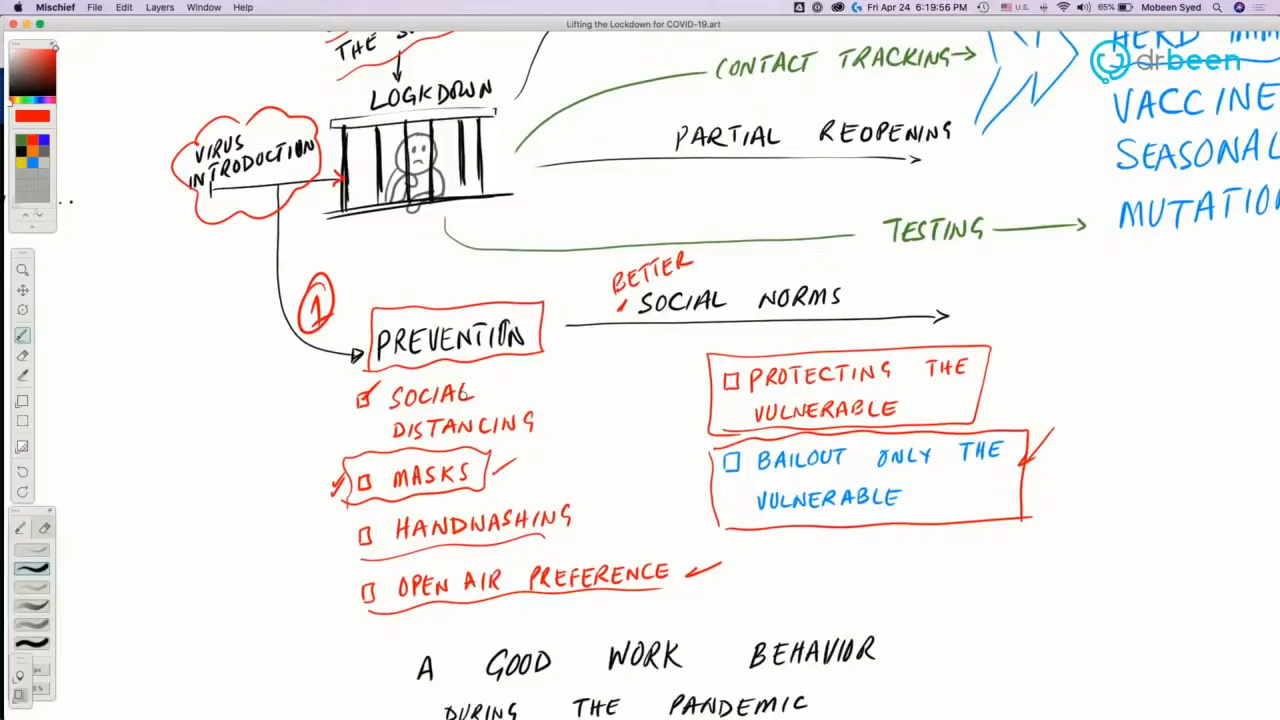 Mischief File Edit Layers Window Help
Fri Apr 24 6:19:56 PM U.S. 65% Mobeen Syed
Lifting the Lockdown for COVID-19.art
THE
LOCKDOWN
VIRUS
INTRODUCTION
CONTACT TRACKING
PARTIAL REOPENING
TESTING
HERD
drbeen
VACCINE
SEASONAL
MUTATION
1
PREVENTION
BETTER
SOCIAL NORMS
SOCIAL
DISTANCING
MASKS
HANDWASHING
OPEN AIR PREFERENCE
PROTECTING THE
VULNERABLE
BAILOUT ONLY THE
VULNERABLE
A GOOD WORK BEHAVIOR
DURING THE PANDEMIC